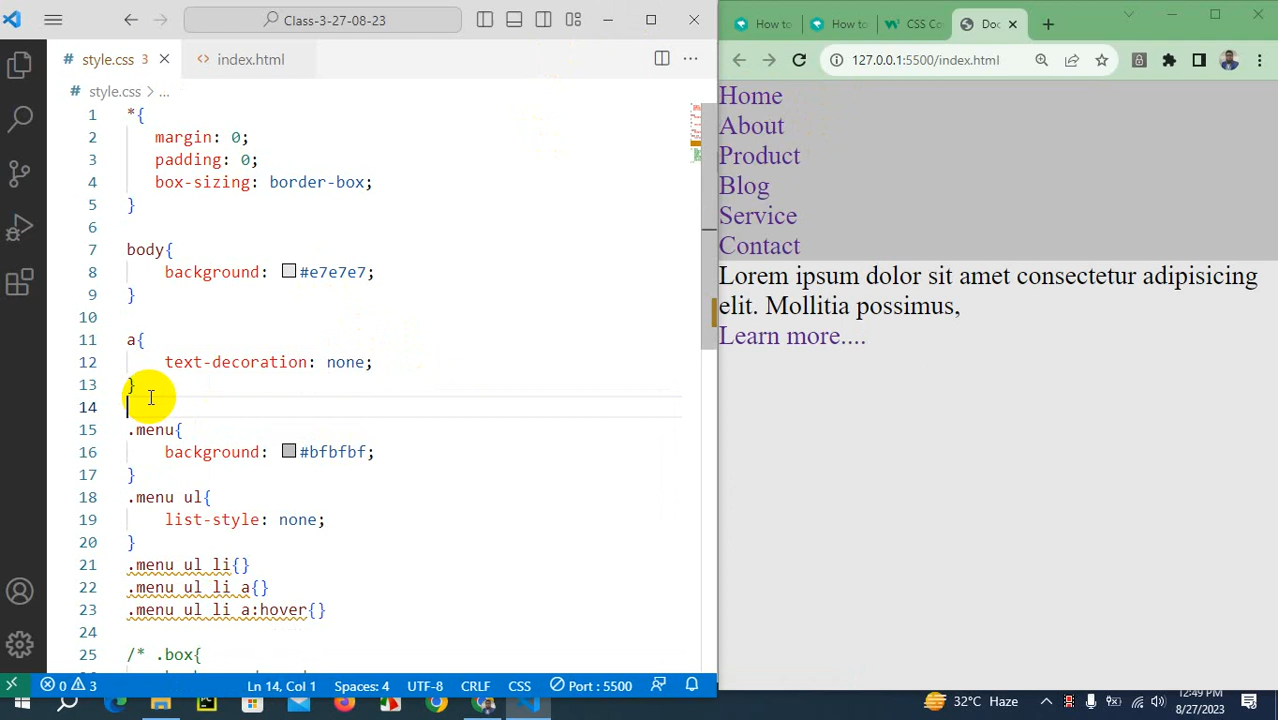 Class-3-27-08-23
style.css 3
index.html
style.css > ...
1 *{
2 margin: 0;
3 padding: 0;
4 box-sizing: border-box;
5 }
6
7 body{
8 background: #e7e7e7;
9 }
10
11 a{
12 text-decoration: none;
13 }
14
15 .menu{
16 background: #bfbfbf;
17 }
18 .menu ul{
19 list-style: none;
20 }
21 .menu ul li{}
22 .menu ul li a{}
23 .menu ul li a:hover{}
24
25 /* .box{
0 3
Ln 14, Col 1
Spaces: 4
UTF-8
CRLF
CSS
Port : 5500
How to
How to
CSS Co
Doc
127.0.0.1:5500/index.html
Home
About
Product
Blog
Service
Contact
Lorem ipsum dolor sit amet consectetur adipisicing
elit. Mollitia possimus,
Learn more....
32°C Haze
12:49 PM
8/27/2023